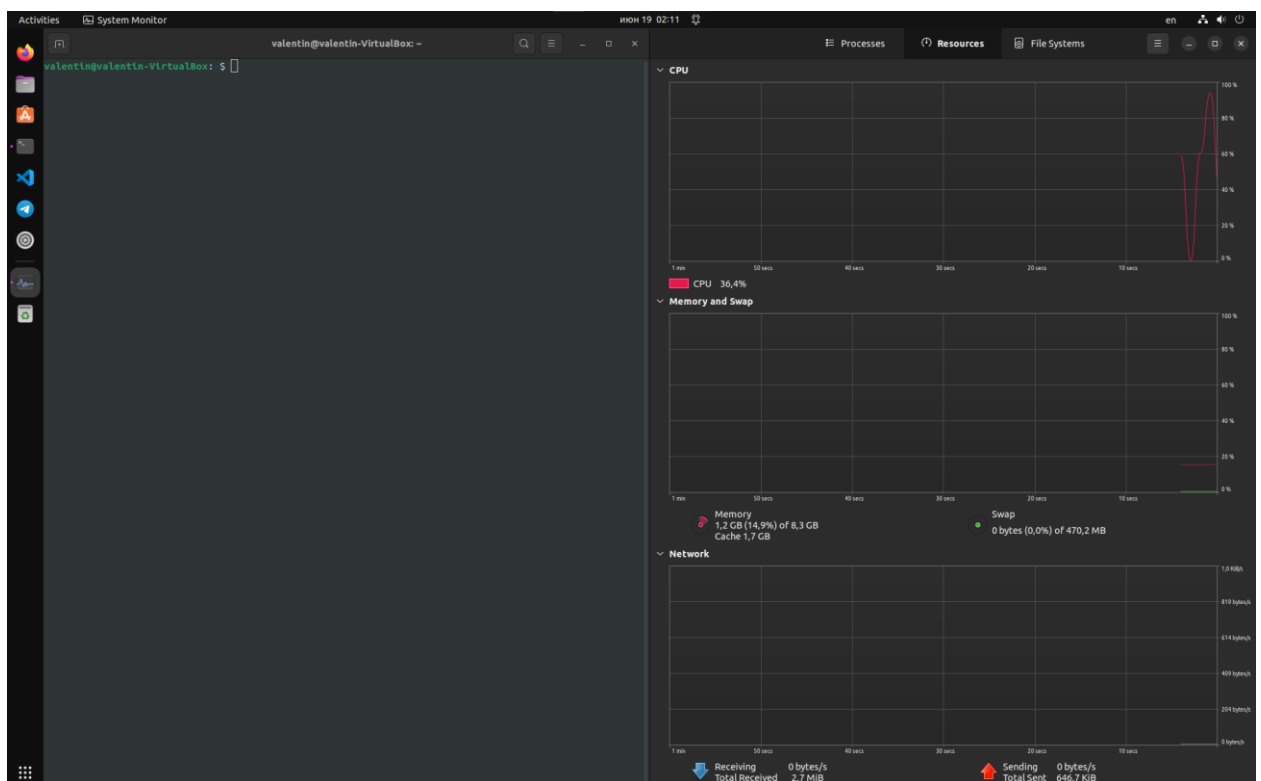 Activities System Monitor июн 19 02:11 en
valentin@valentin-VirtualBox: ~
valentin@valentin-VirtualBox: $
Processes Resources File Systems
CPU
100 %
80 %
60 %
40 %
20 %
0 %
1 min 50 secs 40 secs 30 secs 20 secs 10 secs
CPU 36,4%
Memory and Swap
100 %
80 %
60 %
40 %
20 %
0 %
1 min 50 secs 40 secs 30 secs 20 secs 10 secs
Memory
1,2 GB (14,9%) of 8,3 GB
Cache 1,7 GB
Swap
0 bytes (0,0%) of 470,2 MB
Network
1,0 KiB/s
819 bytes/s
614 bytes/s
409 bytes/s
204 bytes/s
0 bytes/s
1 min 50 secs 40 secs 30 secs 20 secs 10 secs
Receiving 0 bytes/s
Total Received 2,7 MiB
Sending 0 bytes/s
Total Sent 646,7 KiB